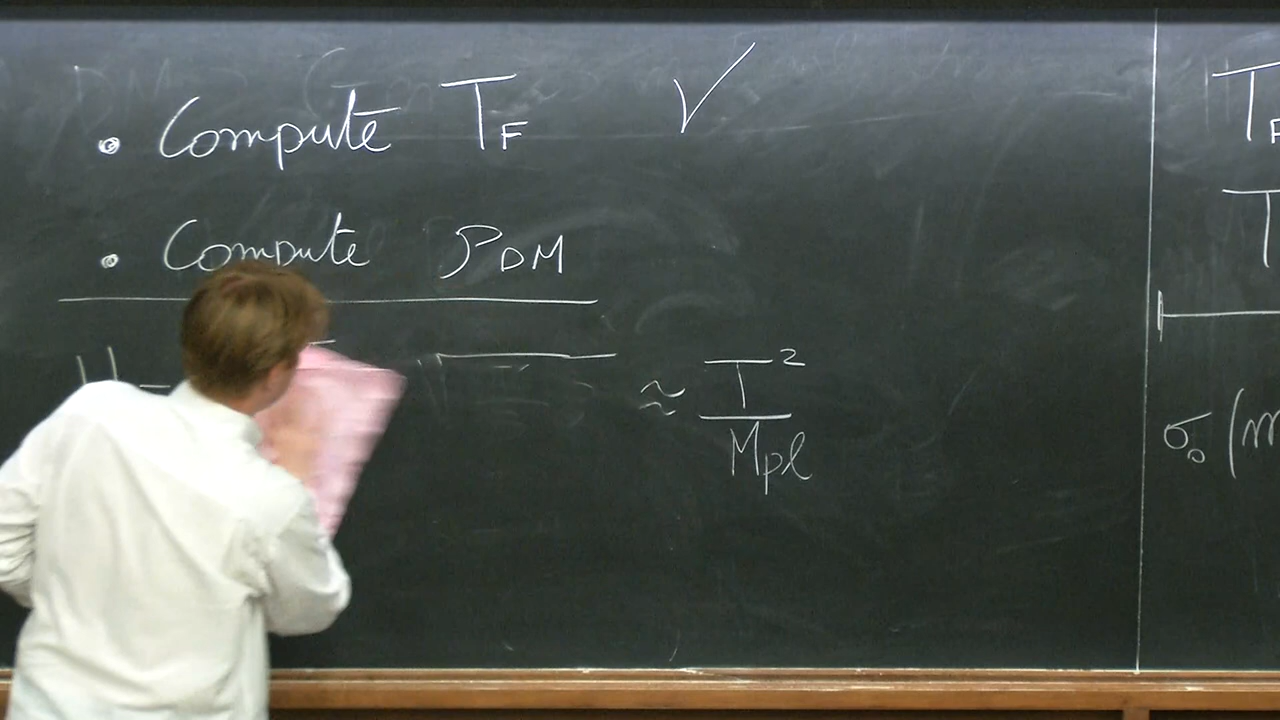 • Compute T_F ✓
• Compute ρ_DM
H = ≈ T² / Mpl
T_F
T
σ₀ (m